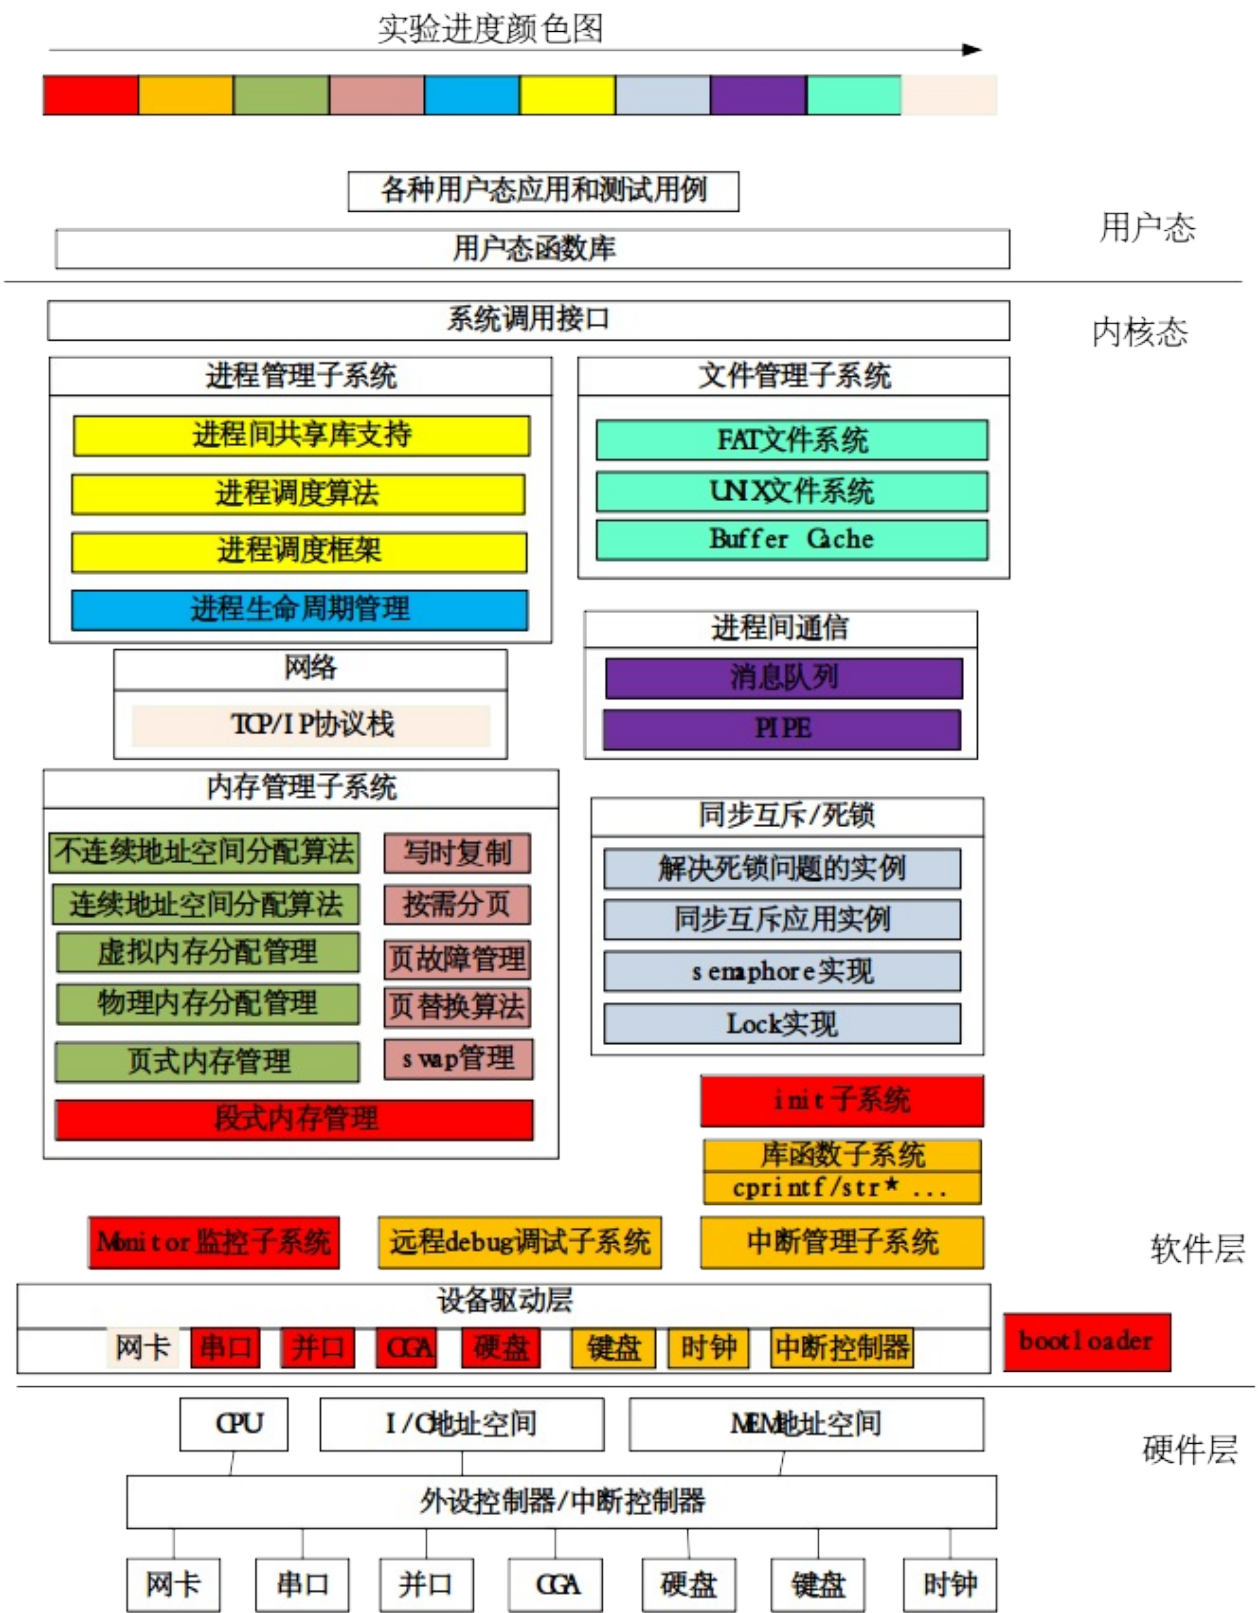 实验进度颜色图
各种用户态应用和测试用例
用户态函数库
用户态
系统调用接口
内核态
进程管理子系统
进程间共享库支持
进程调度算法
进程调度框架
进程生命周期管理
文件管理子系统
FAT文件系统
UNIX文件系统
Buffer Cache
网络
TCP/IP协议栈
进程间通信
消息队列
PIPE
内存管理子系统
不连续地址空间分配算法
连续地址空间分配算法
虚拟内存分配管理
物理内存分配管理
页式内存管理
写时复制
按需分页
页故障管理
页替换算法
swap管理
段式内存管理
同步互斥/死锁
解决死锁问题的实例
同步互斥应用实例
semaphore实现
Lock实现
init子系统
库函数子系统
cprintf/str* ...
Monitor监控子系统
远程debug调试子系统
中断管理子系统
软件层
设备驱动层
网卡
串口
并口
CGA
硬盘
键盘
时钟
中断控制器
bootloader
CPU
I/O地址空间
MEM地址空间
硬件层
外设控制器/中断控制器
网卡
串口
并口
CGA
硬盘
键盘
时钟